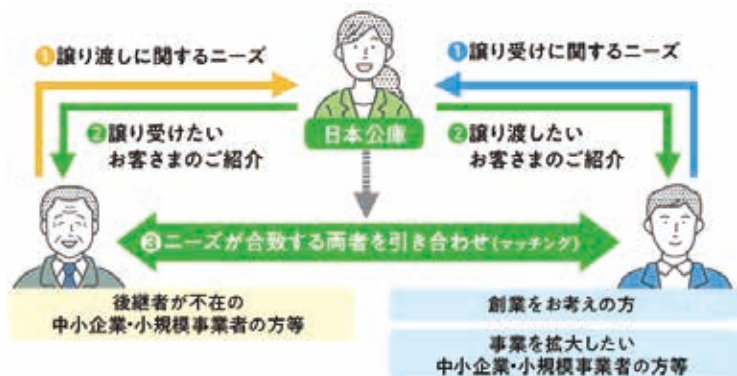 ❶譲り渡しに関するニーズ
❶譲り受けに関するニーズ
❷譲り受けたい
お客さまのご紹介
日本公庫
❷譲り渡したい
お客さまのご紹介
❸ニーズが合致する両者を引き合わせ(マッチング)
後継者が不在の
中小企業・小規模事業者の方等
創業をお考えの方
事業を拡大したい
中小企業・小規模事業者の方等